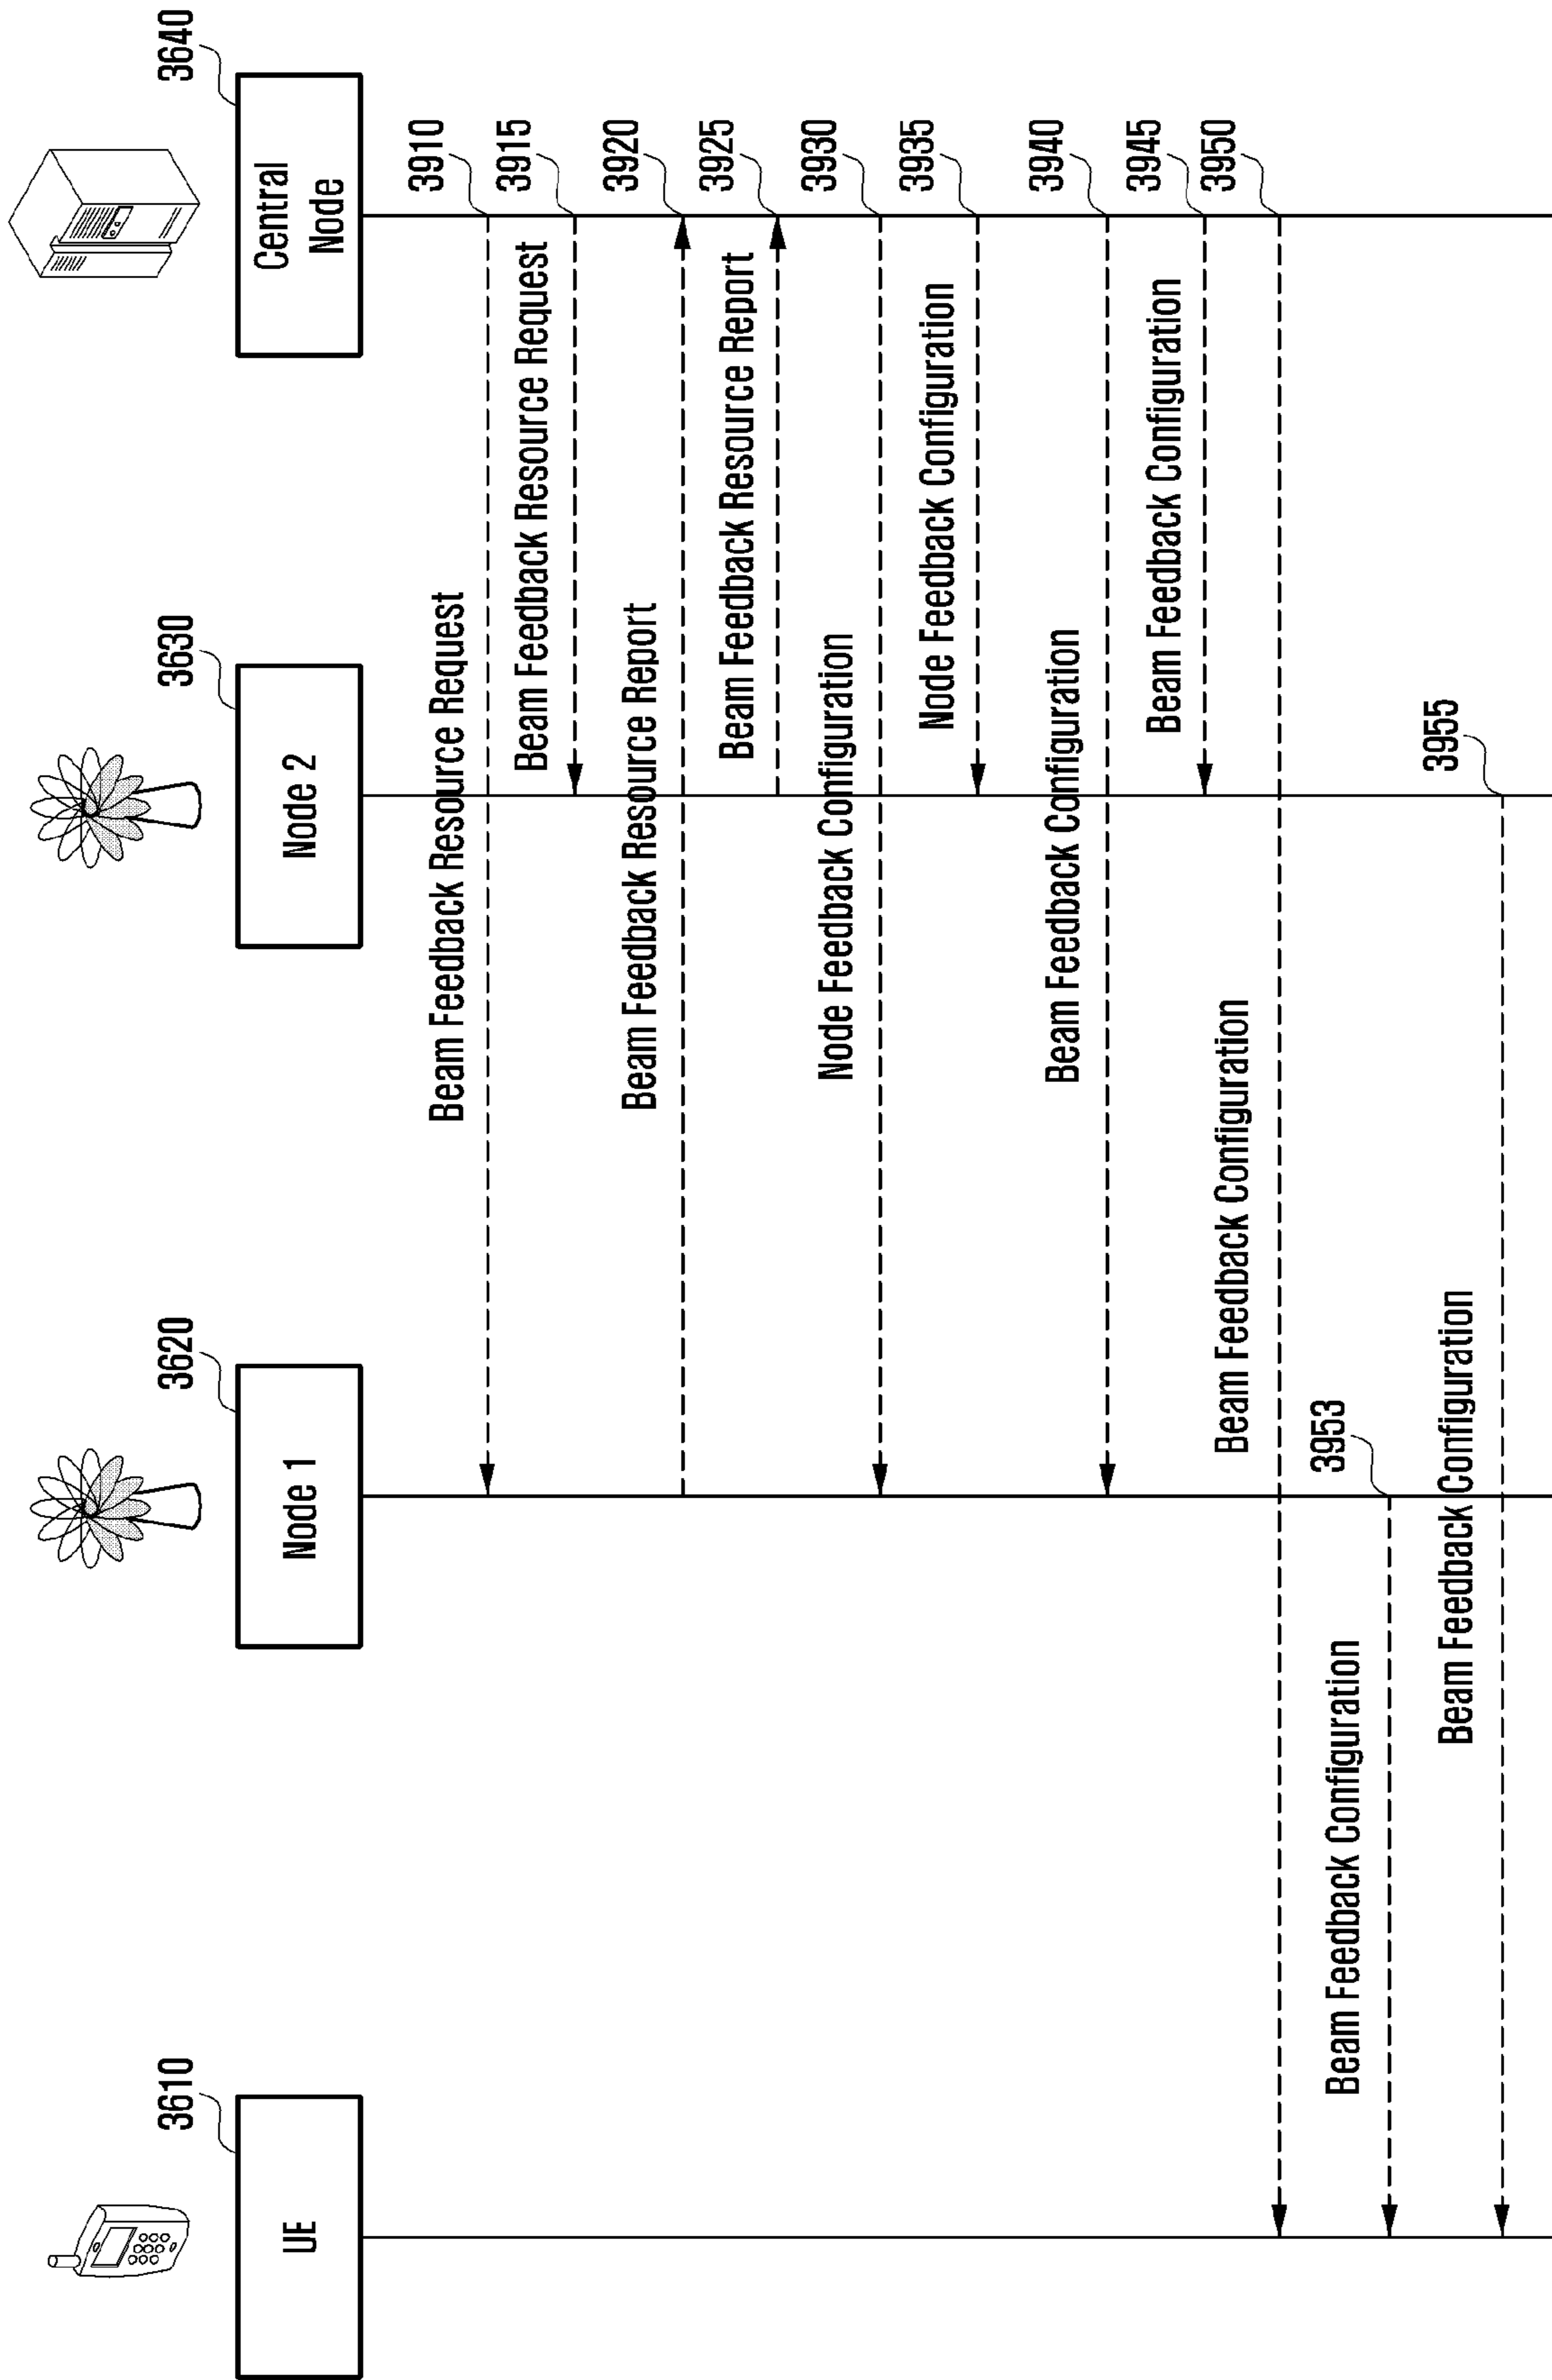 3610
3620
3630
3640
UE
Node 1
Node 2
Central
Node
3910
Beam Feedback Resource Request
3915
Beam Feedback Resource Request
3920
Beam Feedback Resource Report
3925
Beam Feedback Resource Report
3930
Node Feedback Configuration
3935
Node Feedback Configuration
3940
Beam Feedback Configuration
3945
Beam Feedback Configuration
3950
Beam Feedback Configuration
3953
Beam Feedback Configuration
3955
Beam Feedback Configuration